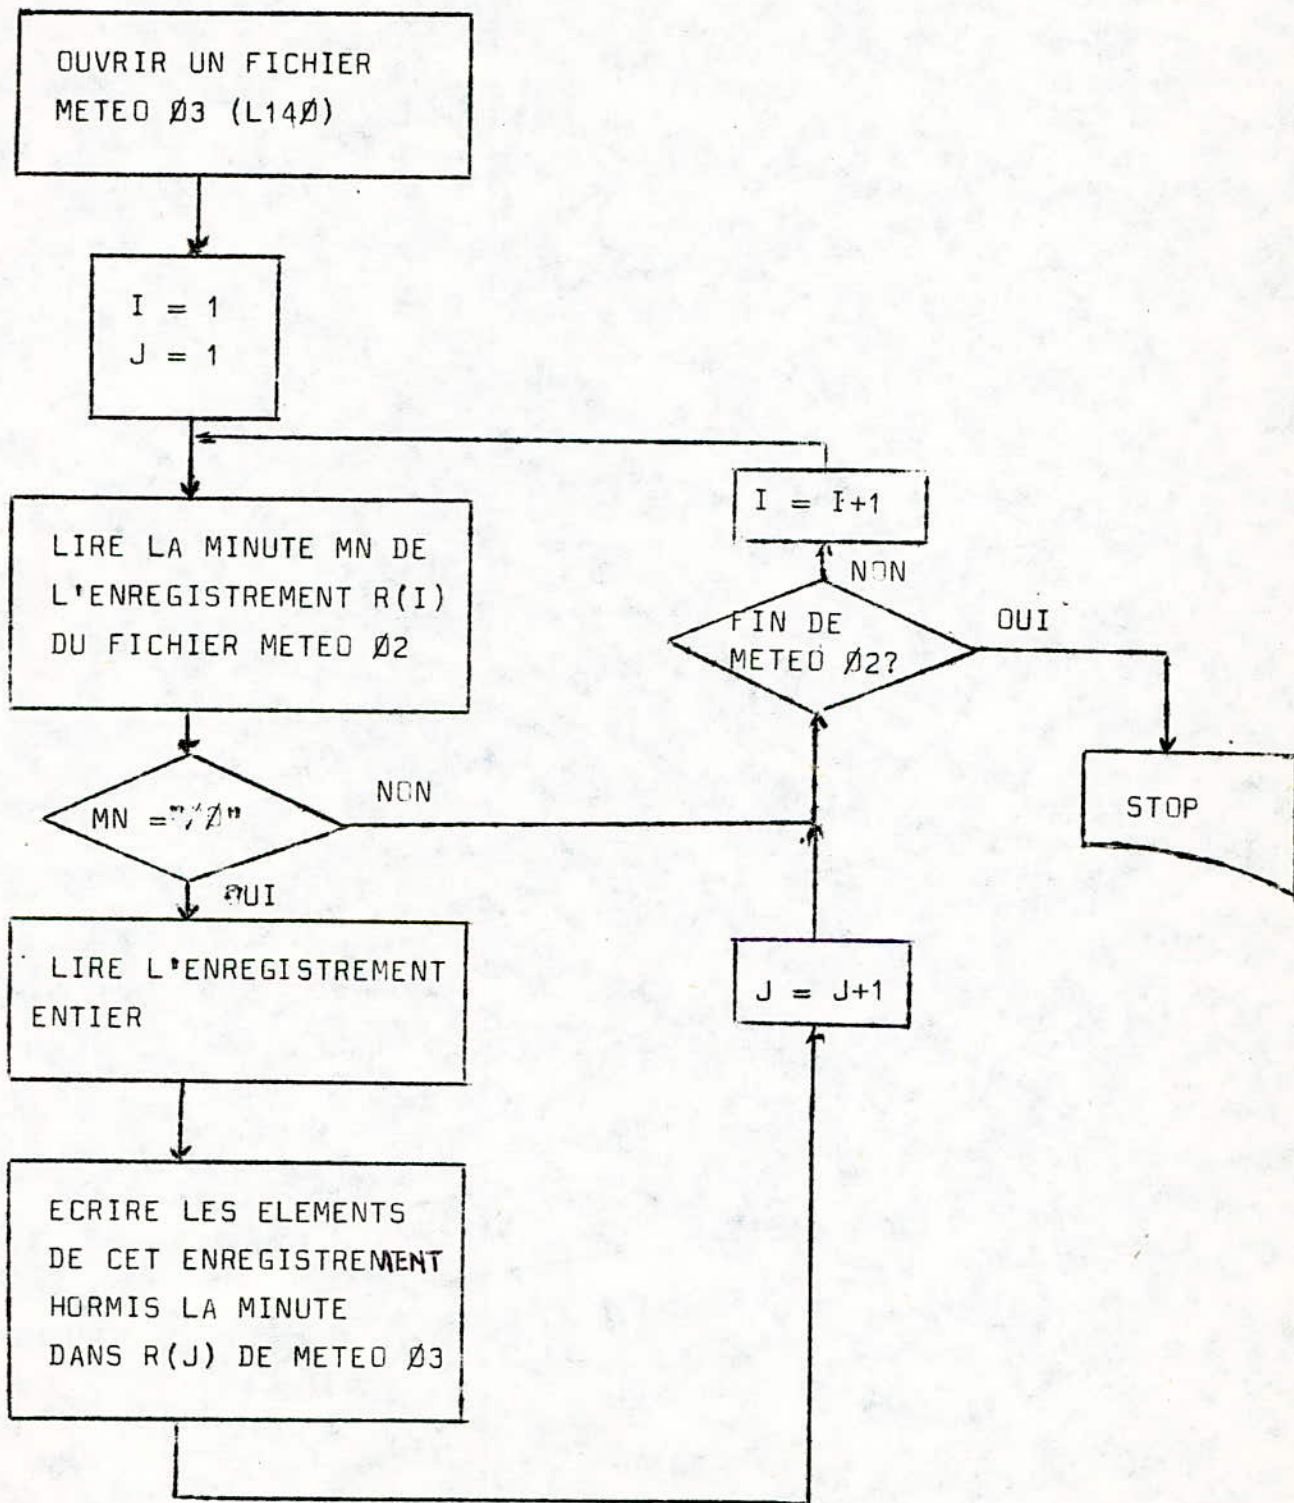 OUVRIR UN FICHIER
METEO Ø3 (L14Ø)
I = 1
J = 1
LIRE LA MINUTE MN DE
L'ENREGISTREMENT R(I)
DU FICHIER METEO Ø2
MN =
NON
OUI
LIRE L'ENREGISTREMENT
ENTIER
ECRIRE LES ELEMENTS
DE CET ENREGISTREMENT
HORMIS LA MINUTE
DANS R(J) DE METEO Ø3
J = J+1
FIN DE
METEO Ø2?
NON
I = I+1
OUI
STOP